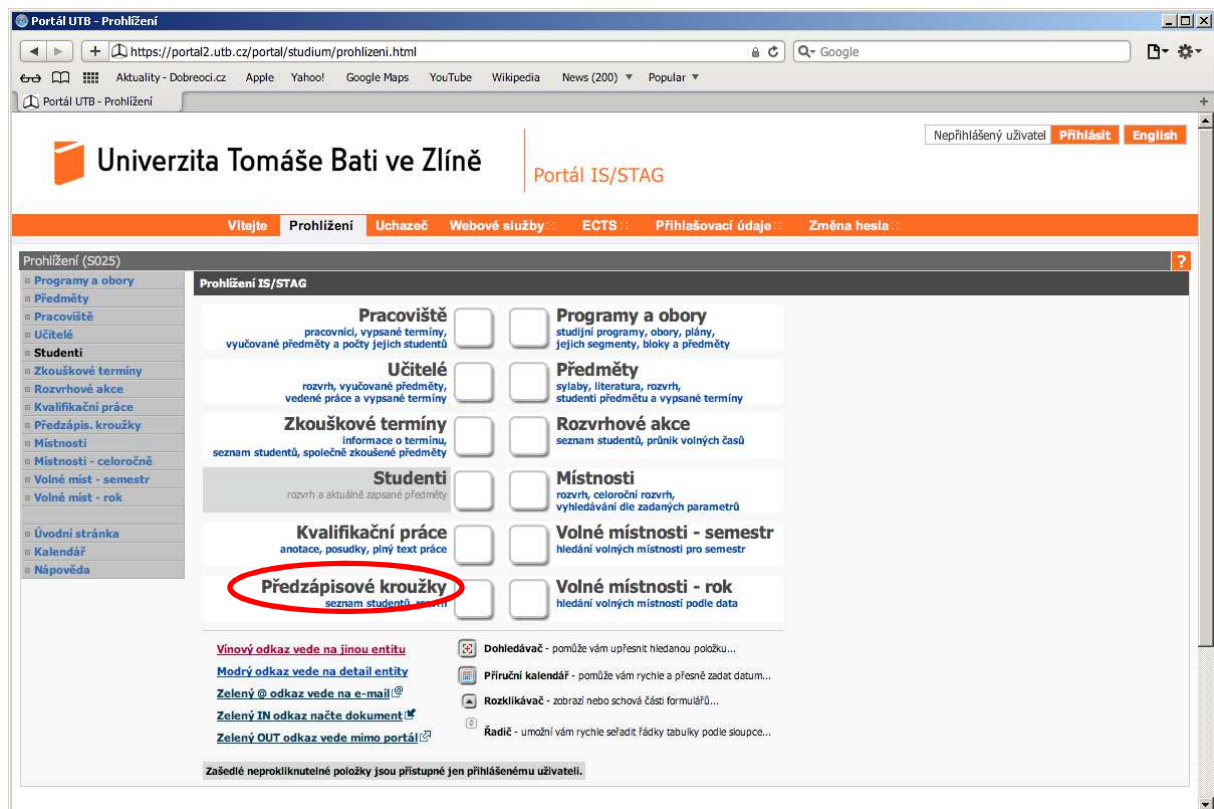 Portál UTB - Prohlížení
https://portal2.utb.cz/portal/studium/prohlizeni.html
Google
Aktuality - Dobreoci.cz Apple Yahoo! Google Maps YouTube Wikipedia News (200) ▼ Popular ▼
Portál UTB - Prohlížení
Nepřihlášený uživatel Přihlásit English
Univerzita Tomáše Bati ve Zlíně
Portál IS/STAG
Vítejte Prohlížení Uchazeč Webové služby ECTS Přihlašovací údaje Změna hesla
Prohlížení (S025) ?
Programy a obory
Předměty
Pracoviště
Učitelé
Studenti
Zkouškové termíny
Rozvrhové akce
Kvalifikační práce
Předzápis. kroužky
Místnosti
Místnosti - celoročně
Volné míst - semestr
Volné míst - rok
Úvodní stránka
Kalendář
Nápověda
Prohlížení IS/STAG
Pracoviště
pracovníci, vypsané termíny,
vyučované předměty a počty jejich studentů
Programy a obory
studijní programy, obory, plány,
jejich segmenty, bloky a předměty
Učitelé
rozvrh, vyučované předměty,
vedené práce a vypsané termíny
Předměty
sylaby, literatura, rozvrh,
studenti předmětu a vypsané termíny
Zkouškové termíny
informace o termínu,
seznam studentů, společně zkoušené předměty
Rozvrhové akce
seznam studentů, průnik volných časů
Studenti
rozvrh a aktuálně zapsané předměty
Místnosti
rozvrh, celoroční rozvrh,
vyhledávání dle zadaných parametrů
Kvalifikační práce
anotace, posudky, plný text práce
Volné místnosti - semestr
hledání volných místností pro semestr
Předzápisové kroužky
seznam studentů, rozvrh
Volné místnosti - rok
hledání volných místností podle data
Vínový odkaz vede na jinou entitu
Modrý odkaz vede na detail entity
Zelený @ odkaz vede na e-mail
Zelený IN odkaz načte dokument
Zelený OUT odkaz vede mimo portál
Dohledávač - pomůže vám upřesnit hledanou položku...
Příruční kalendář - pomůže vám rychle a přesně zadat datum...
Rozklikávač - zobrazí nebo schová části formulářů...
Řadič - umožní vám rychle seřadit řádky tabulky podle sloupce...
Zašedlé neprokliknutelné položky jsou přístupné jen přihlášenému uživateli.